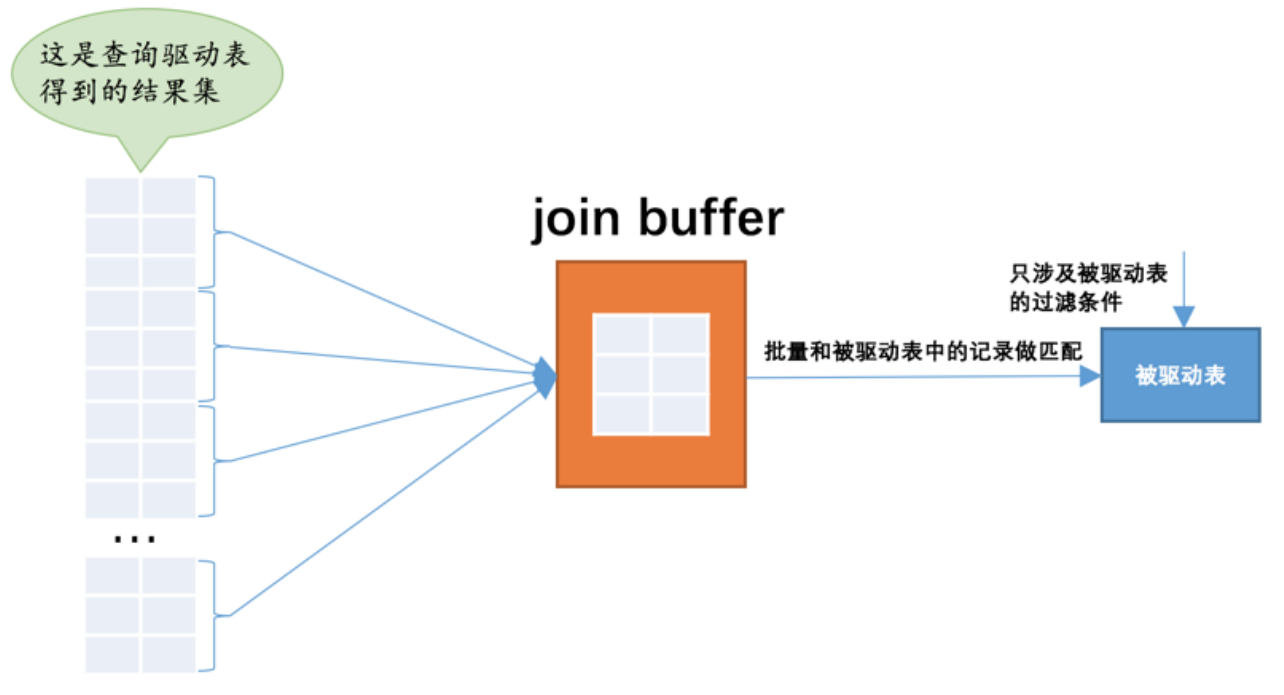 这是查询驱动表
得到的结果集
join buffer
只涉及被驱动表
的过滤条件
批量和被驱动表中的记录做匹配
被驱动表
...